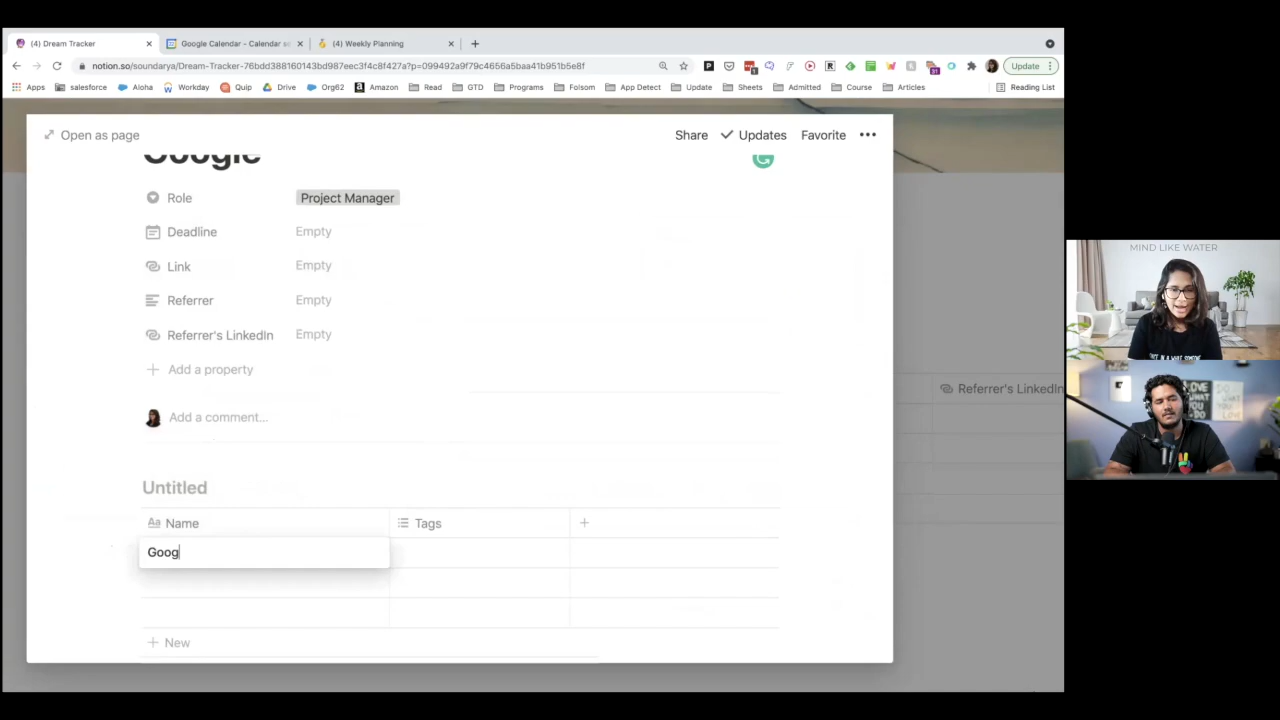 (4) Dream Tracker
Google Calendar - Calendar se
(4) Weekly Planning
notion.so/soundarya/Dream-Tracker-76bdd388160143bd987eec3f4c8f427a?p=099492a9f79c4656a5baa41b951b5e8f
Update
Apps salesforce Aloha Workday Quip Drive Org62 Amazon Read GTD Programs Folsom App Detect Update Sheets Admitted Course Articles Reading List
Open as page
Share Updates Favorite
Google
Role Project Manager
Deadline Empty
Link Empty
Referrer Empty
Referrer's LinkedIn Empty
Add a property
Add a comment...
Untitled
Name Tags
Goog
New
Referrer's LinkedIn
MIND LIKE WATER